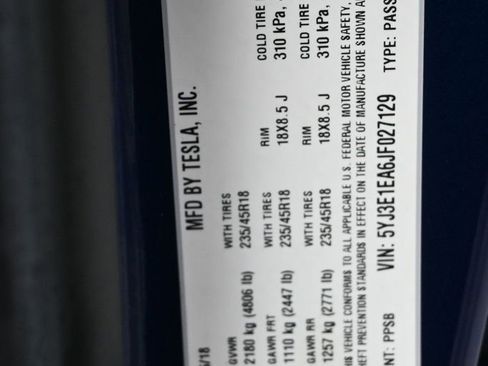 /18
MFD BY TESLA, INC.
GVWR WITH TIRES RIM COLD TIRE
2180 kg (4806 lb) 235/45R18
GAWR FRT WITH TIRES RIM COLD TIRE
1110 kg (2447 lb) 235/45R18 18X8.5 J 310 kPa,
GAWR RR WITH TIRES RIM COLD TIRE
1257 kg (2771 lb) 235/45R18 18X8.5 J 310 kPa,
VEHICLE CONFORMS TO ALL APPLICABLE U.S. FEDERAL MOTOR VEHICLE SAFETY,
PREVENTION STANDARDS IN EFFECT ON THE DATE OF MANUFACTURE SHOWN
NT: PPSB VIN: 5YJ3E1EA6JF027129 TYPE: PASS